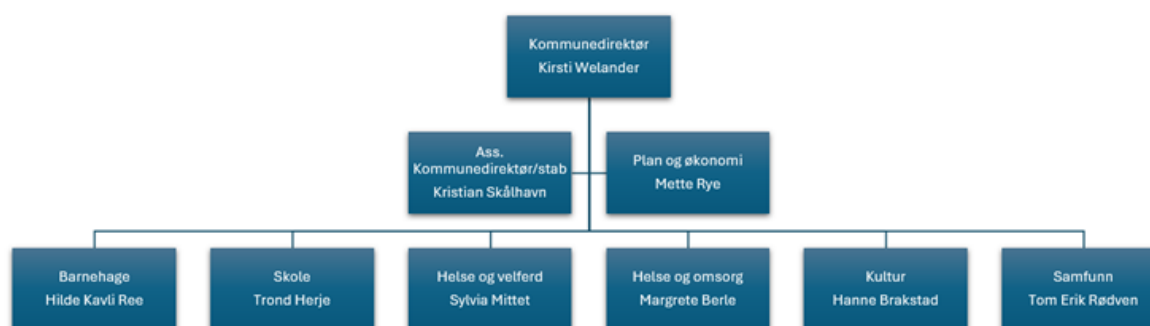 Kommunedirektør
Kirsti Welander
Ass.
Kommunedirektør/stab
Kristian Skålhavn
Plan og økonomi
Mette Rye
Barnehage
Hilde Kavli Ree
Skole
Trond Herje
Helse og velferd
Sylvia Mittet
Helse og omsorg
Margrete Berle
Kultur
Hanne Brakstad
Samfunn
Tom Erik Rødven